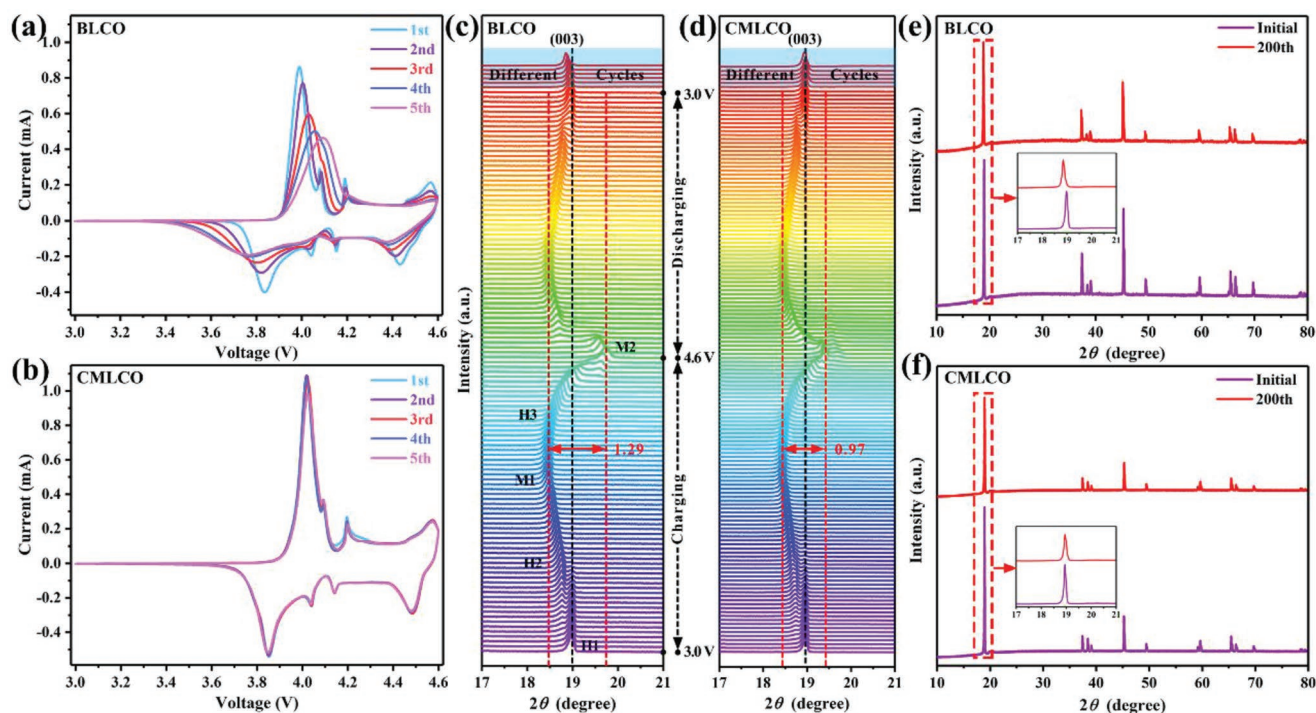 (a) BLCO
1st
2nd
3rd
4th
5th
Current (mA)
1.0
0.8
0.6
0.4
0.2
0.0
-0.2
-0.4
3.0 3.2 3.4 3.6 3.8 4.0 4.2 4.4 4.6
Voltage (V)
(b) CMLCO
1st
2nd
3rd
4th
5th
Current (mA)
1.0
0.8
0.6
0.4
0.2
0.0
-0.2
-0.4
3.0 3.2 3.4 3.6 3.8 4.0 4.2 4.4 4.6
Voltage (V)
(c) BLCO
(003)
Different Cycles
Intensity (a.u.)
M2
H3
1.29
M1
H2
H1
17 18 19 20 21
2θ (degree)
3.0 V
Discharging
4.6 V
Charging
3.0 V
(d) CMLCO
(003)
Different Cycles
0.97
17 18 19 20 21
2θ (degree)
(e) BLCO
Initial
200th
Intensity (a.u.)
17 18 19 20 21
10 20 30 40 50 60 70 80
2θ (degree)
(f) CMLCO
Initial
200th
Intensity (a.u.)
17 18 19 20 21
10 20 30 40 50 60 70 80
2θ (degree)